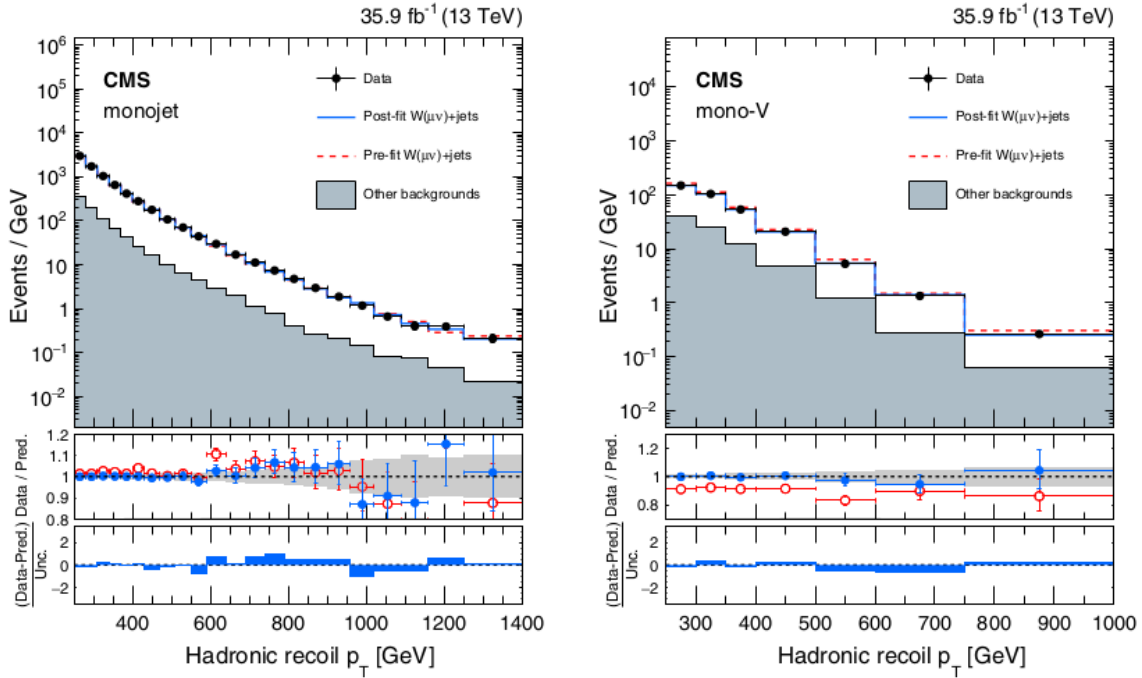 35.9 fb⁻¹ (13 TeV)
CMS
monojet
Data
Post-fit W(μν)+jets
Pre-fit W(μν)+jets
Other backgrounds
Events / GeV
10⁶
10⁵
10⁴
10³
10²
10
1
10⁻¹
10⁻²
Data / Pred.
1.2
1.1
1
0.9
0.8
(Data-Pred.)
Unc.
2
0
−2
400 600 800 1000 1200 1400
Hadronic recoil p_T [GeV]
35.9 fb⁻¹ (13 TeV)
CMS
mono-V
Data
Post-fit W(μν)+jets
Pre-fit W(μν)+jets
Other backgrounds
Events / GeV
10⁴
10³
10²
10
1
10⁻¹
10⁻²
Data / Pred.
1.2
1
0.8
(Data-Pred.)
Unc.
2
0
−2
300 400 500 600 700 800 900 1000
Hadronic recoil p_T [GeV]